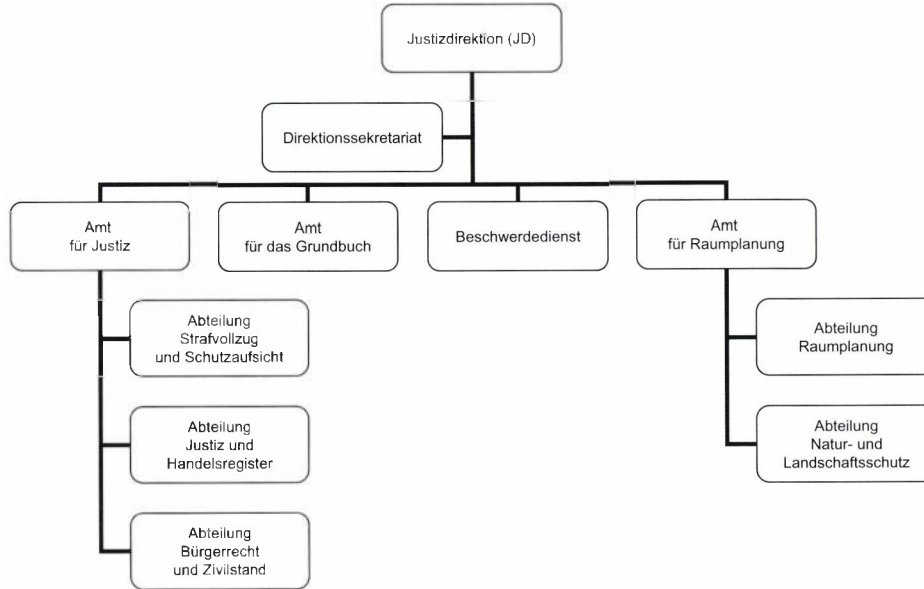 Justizdirektion (JD)
Direktionssekretariat
Amt
für Justiz
Amt
für das Grundbuch
Beschwerdedienst
Amt
für Raumplanung
Abteilung
Strafvollzug
und Schutzaufsicht
Abteilung
Justiz und
Handelsregister
Abteilung
Bürgerrecht
und Zivilstand
Abteilung
Raumplanung
Abteilung
Natur- und
Landschaftsschutz